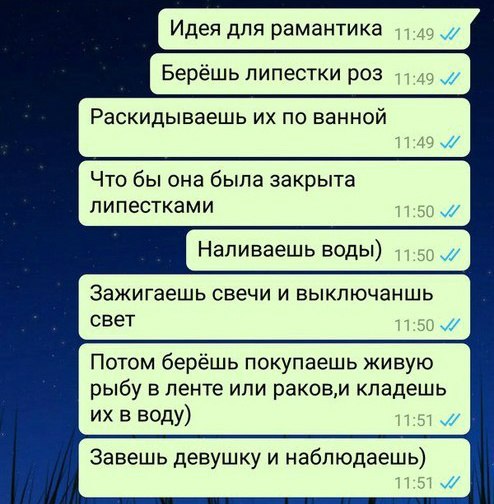 Идея для рамантика 11:49
Берёшь липестки роз 11:49
Раскидываешь их по ванной
11:49
Что бы она была закрыта
липестками 11:50
Наливаешь воды) 11:50
Зажигаешь свечи и выключаншь
свет 11:50
Потом берёшь покупаешь живую
рыбу в ленте или раков,и кладешь
их в воду) 11:51
Завешь девушку и наблюдаешь)
11:51